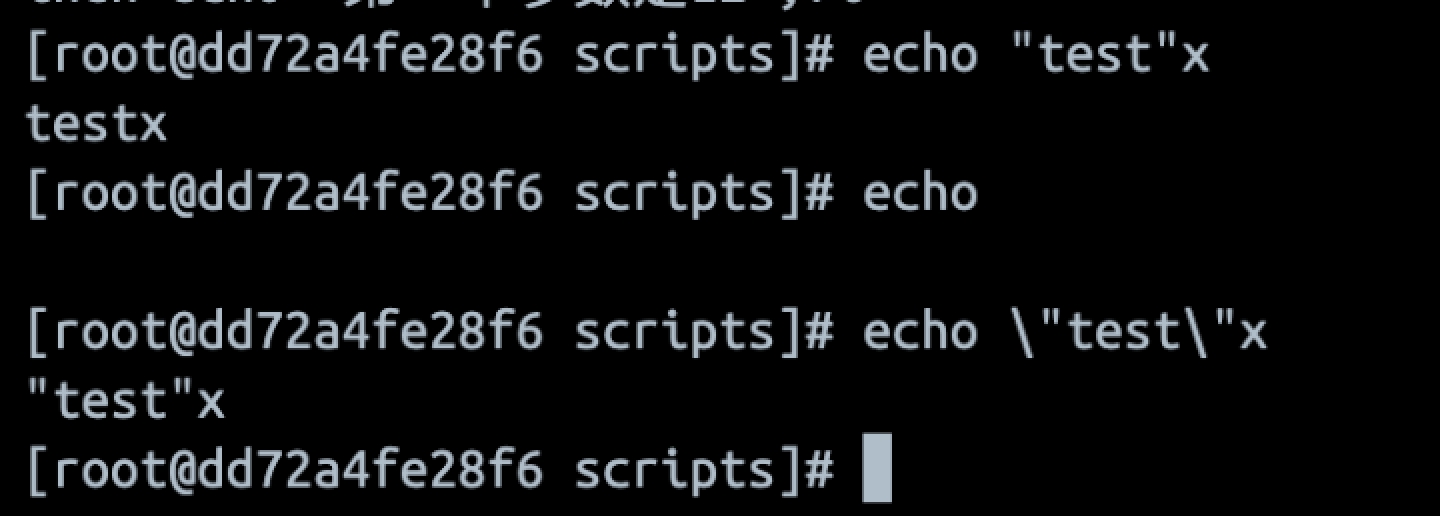 [root@dd72a4fe28f6 scripts]# echo "test"x
testx
[root@dd72a4fe28f6 scripts]# echo
[root@dd72a4fe28f6 scripts]# echo \"test\"x
"test"x
[root@dd72a4fe28f6 scripts]#